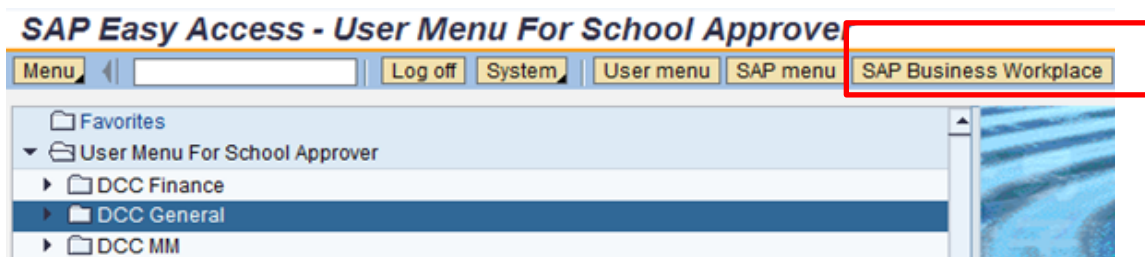 SAP Easy Access - User Menu For School Approver
Menu Log off System User menu SAP menu SAP Business Workplace
Favorites
User Menu For School Approver
DCC Finance
DCC General
DCC MM